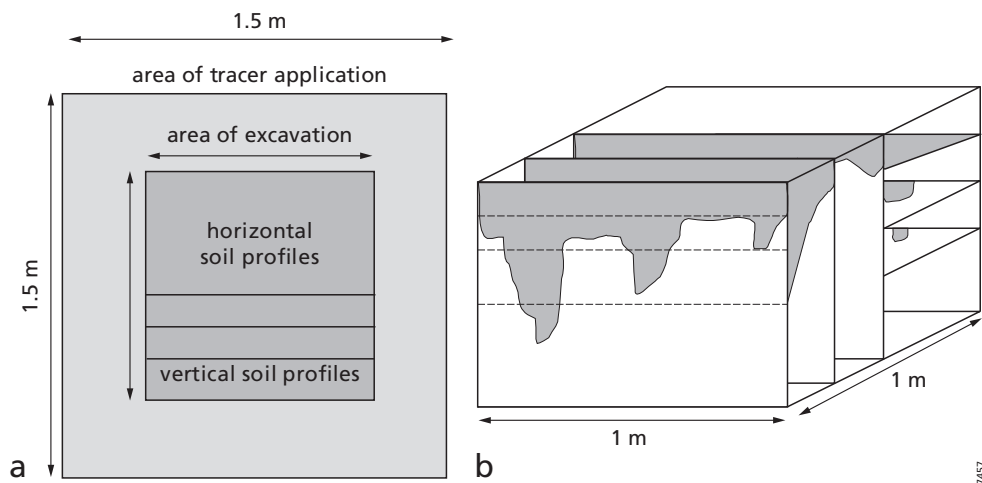 1.5 m
area of tracer application
area of excavation
horizontal
soil profiles
1.5 m
vertical soil profiles
a
1 m
1 m
b
7457